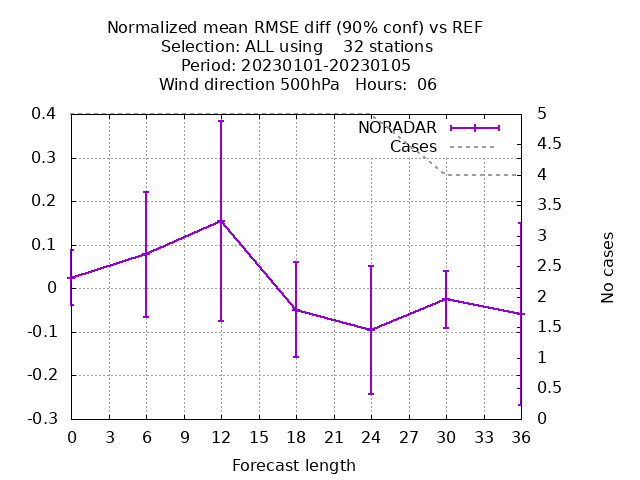 Normalized mean RMSE diff (90% conf) vs REF
Selection: ALL using    32 stations
Period: 20230101-20230105
Wind direction 500hPa   Hours:  06
0.4
0.3
0.2
0.1
0
-0.1
-0.2
-0.3
5
4.5
4
3.5
3
2.5
2
1.5
1
0.5
0
NORADAR
Cases
No cases
0 3 6 9 12 15 18 21 24 27 30 33 36
Forecast length